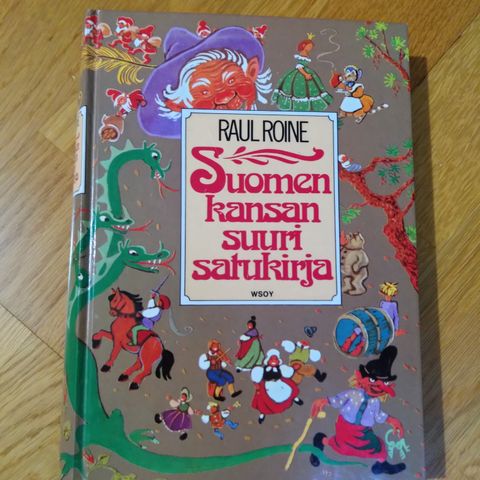 RAUL ROINE
Suomen
kansan
suuri
satukirja
WSOY